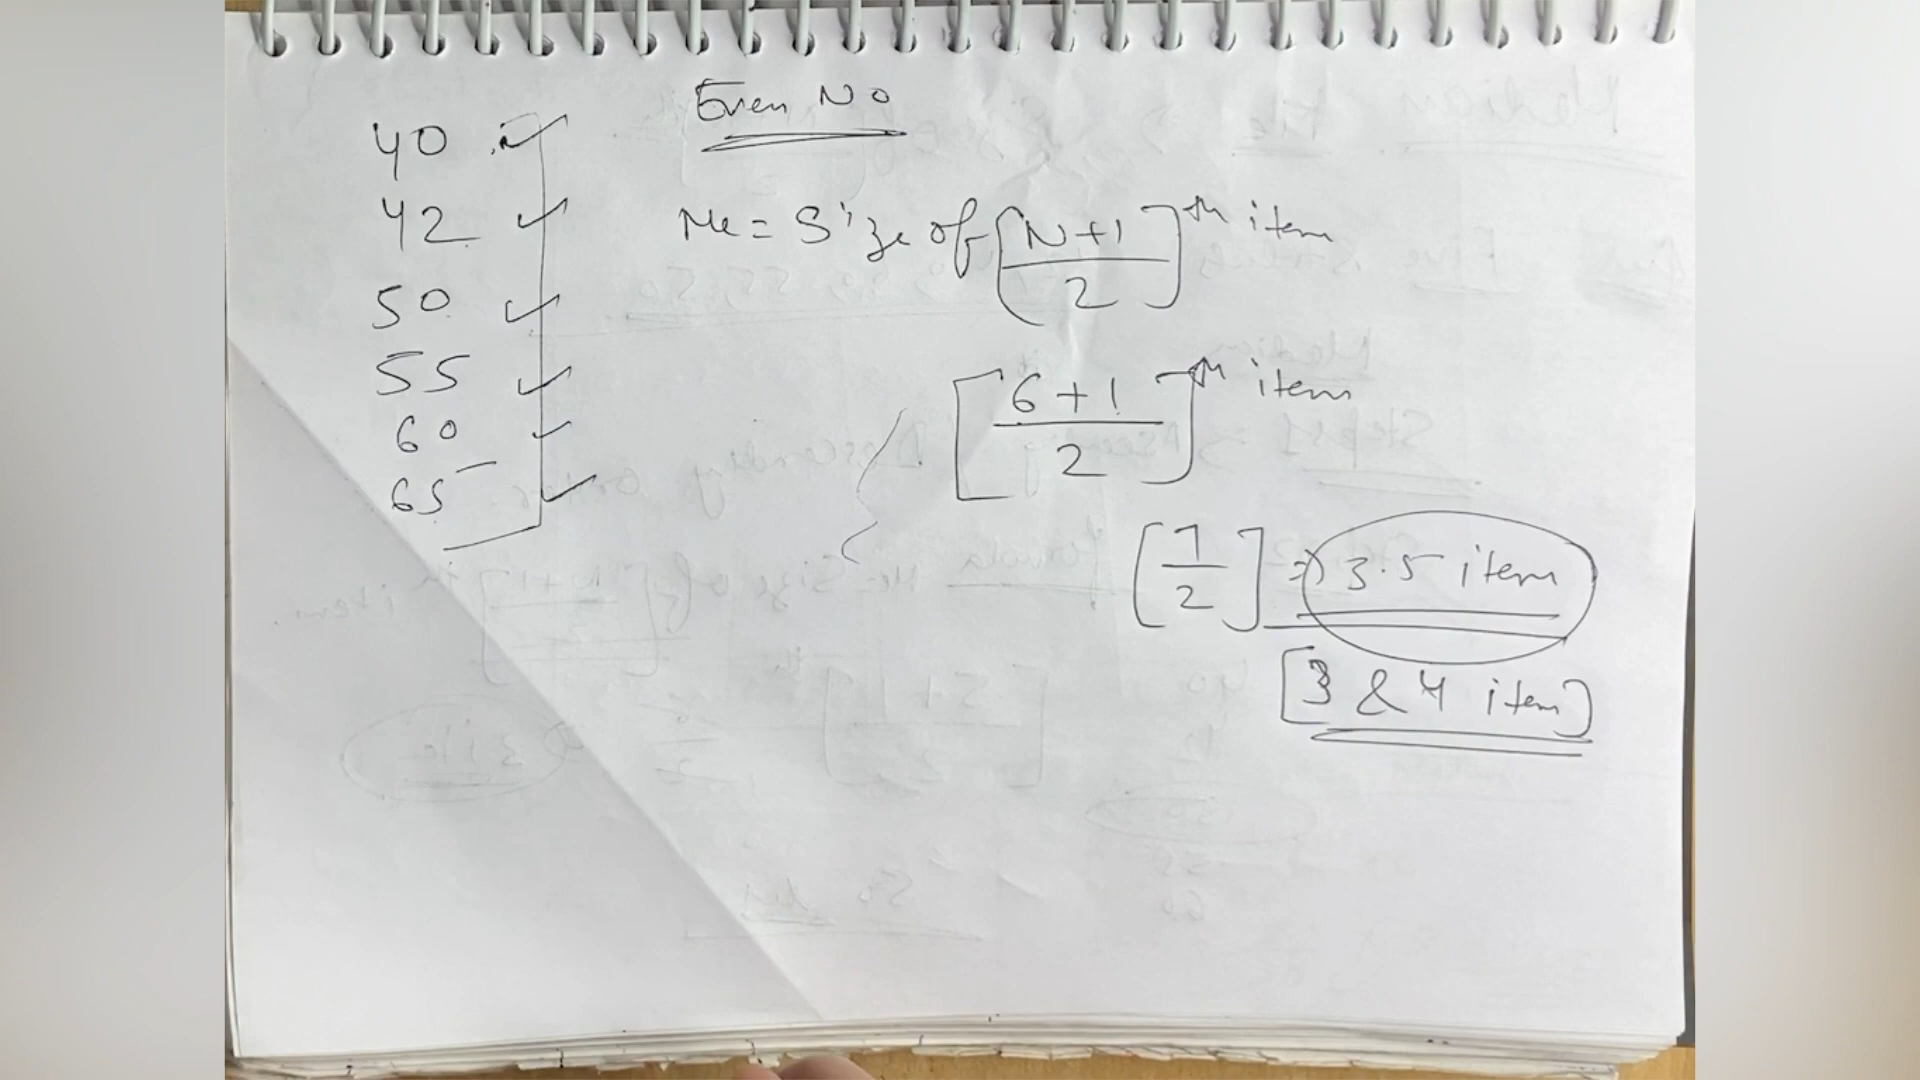 Even No
40
42
50
55
60
65
Me = Size of [N+1/2]th item
[6+1/2]th item
[7/2] => 3.5 item
[3 & 4 item]